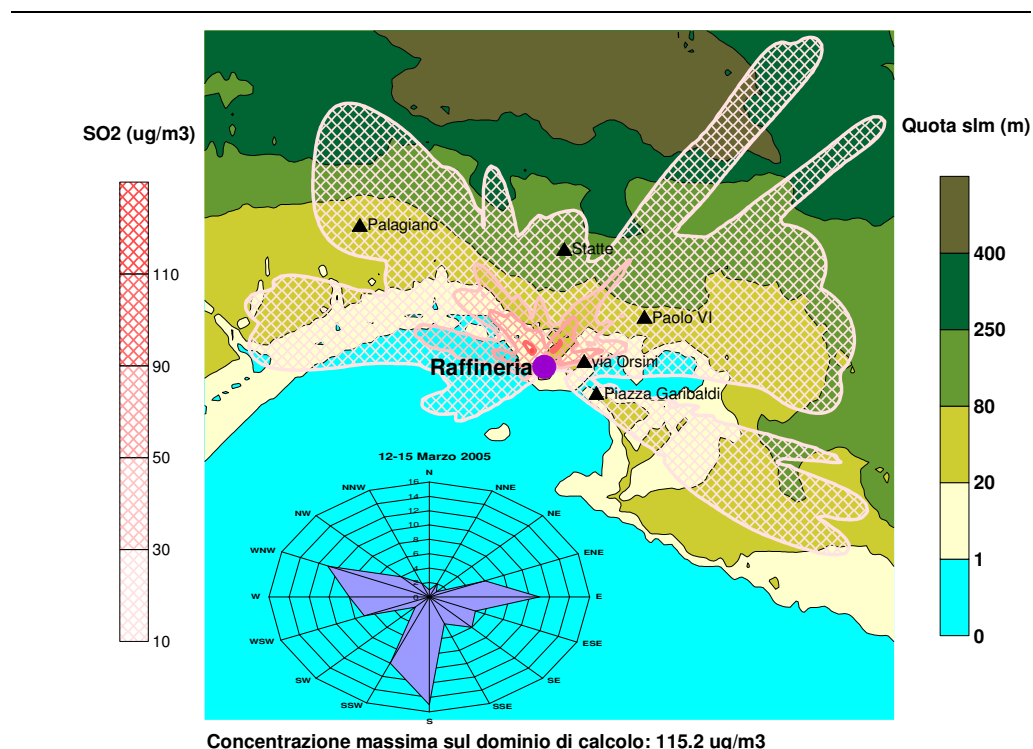 SO2 (ug/m3)
110
90
50
30
10
Quota slm (m)
400
250
80
20
1
0
Palagiano
Statte
Paolo VI
via Orsini
Raffineria
Piazza Garibaldi
12-15 Marzo 2005
N
NNE
NE
ENE
E
ESE
SE
SSE
S
SSW
SW
WSW
W
WNW
NW
NNW
16
14
12
10
8
6
4
2
0
Concentrazione massima sul dominio di calcolo: 115.2 ug/m3